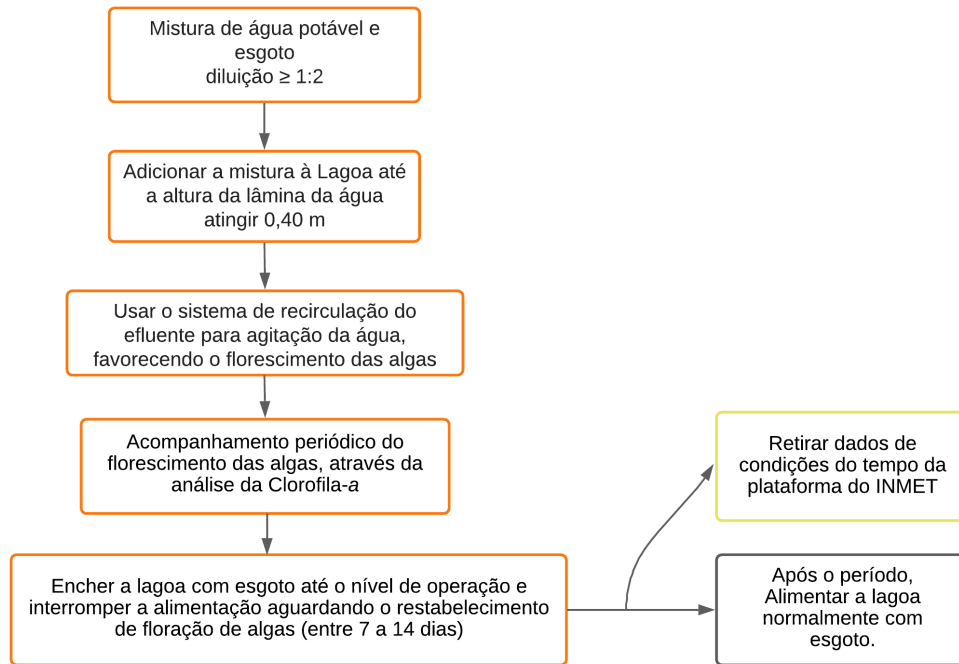 Mistura de água potável e
esgoto
diluição ≥ 1:2
Adicionar a mistura à Lagoa até
a altura da lâmina da água
atingir 0,40 m
Usar o sistema de recirculação do
efluente para agitação da água,
favorecendo o florescimento das algas
Acompanhamento periódico do
florescimento das algas, através da
análise da Clorofila-a
Encher a lagoa com esgoto até o nível de operação e
interromper a alimentação aguardando o restabelecimento
de floração de algas (entre 7 a 14 dias)
Retirar dados de
condições do tempo da
plataforma do INMET
Após o período,
Alimentar a lagoa
normalmente com
esgoto.